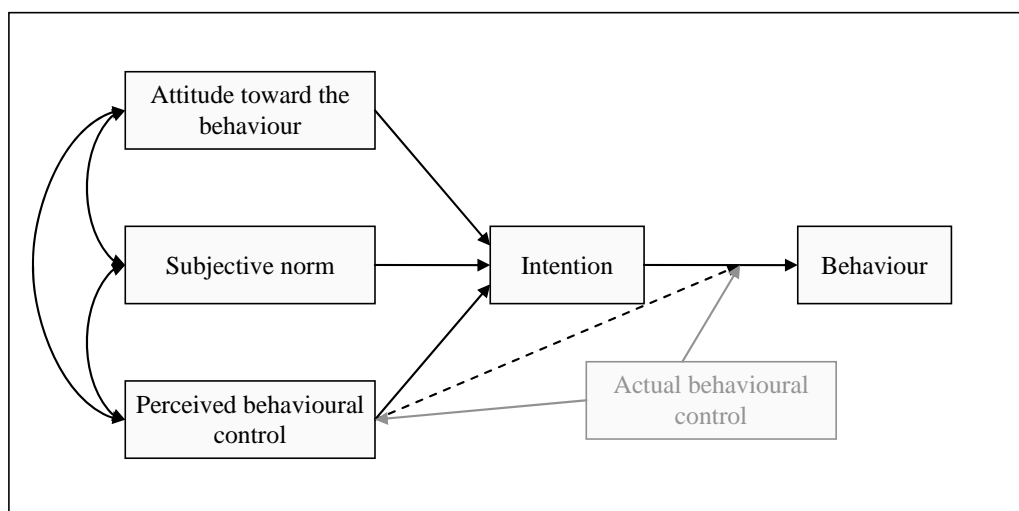 Attitude toward the
behaviour
Subjective norm
Intention
Behaviour
Perceived behavioural
control
Actual behavioural
control